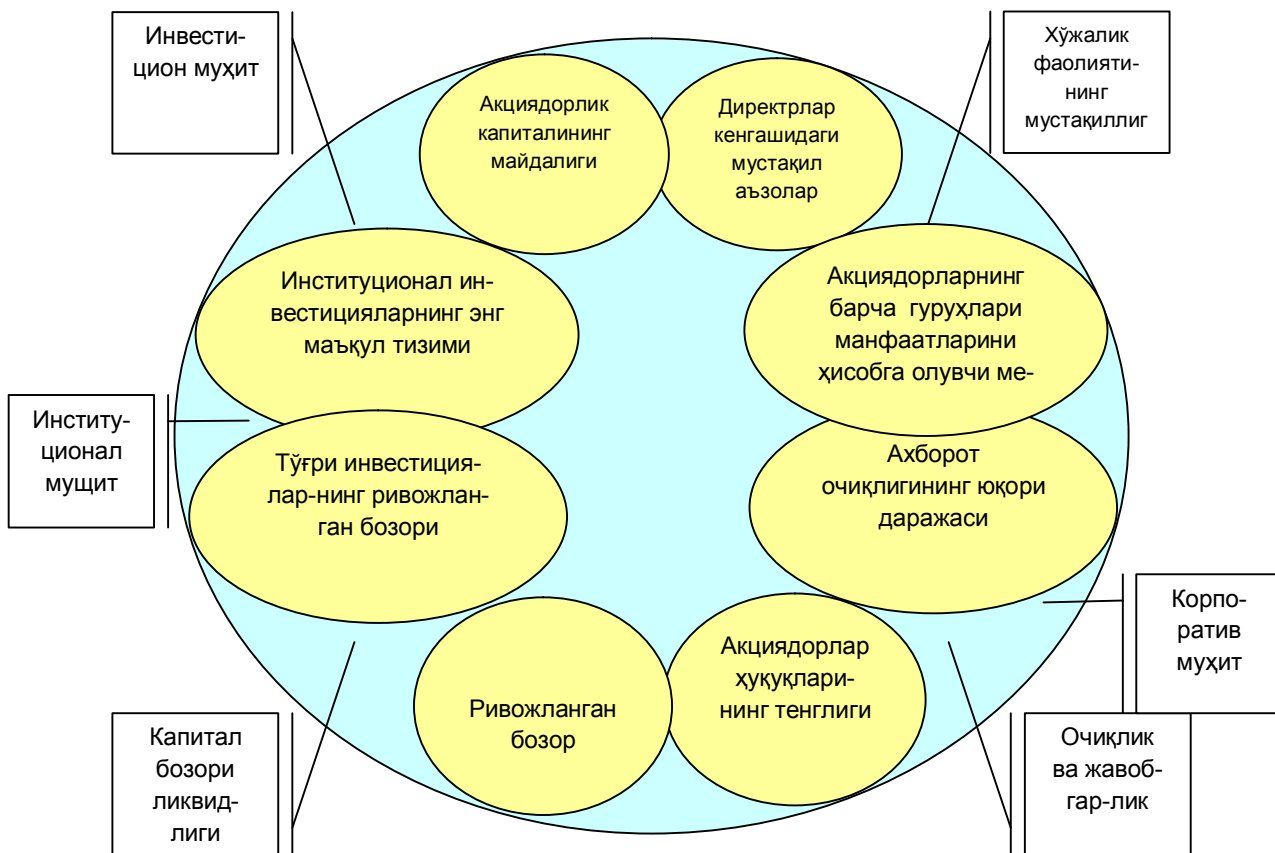 Инвести-
цион муҳит
Хўжалик
фаолияти-
нинг
мустақиллиг
Акциядорлик
капиталининг
майдалиги
Директрлар
кенгашидаги
мустақил
аъзолар
Институционал ин-
вестицияларнинг энг
маъқул тизими
Акциядорларнинг
барча гуруҳлари
манфаатларини
ҳисобга олувчи ме-
Институ-
ционал
мущит
Тўғри инвестиция-
лар-нинг ривожлан-
ган бозори
Ахборот
очиқлигининг юқори
даражаси
Корпо-
ратив
муҳит
Ривожланган
бозор
Акциядорлар
ҳуқуқлари-
нинг тенглиги
Капитал
бозори
ликвид-
лиги
Очиқлик
ва жавоб-
гар-лик